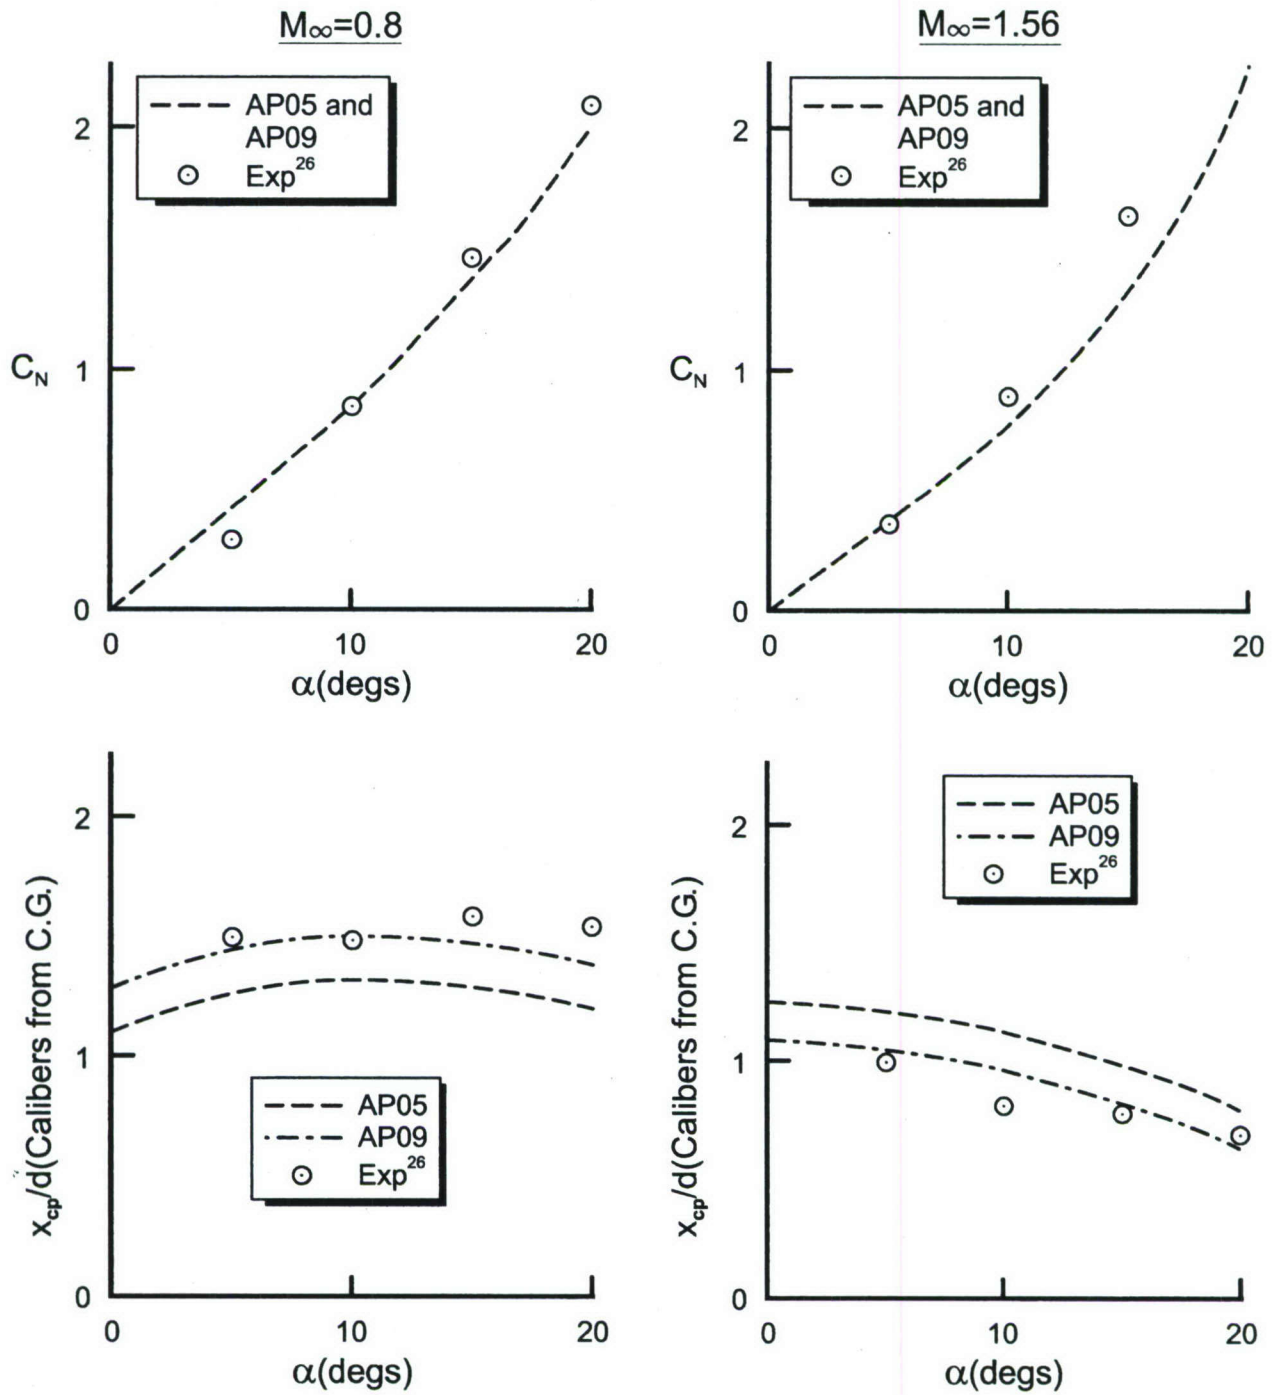 M∞=0.8
AP05 and
AP09
Exp26
2
1
0
CN
0 10 20
α(degs)
M∞=1.56
AP05 and
AP09
Exp26
2
1
0
CN
0 10 20
α(degs)
2
1
0
xcp/d(Calibers from C.G.)
AP05
AP09
Exp26
0 10 20
α(degs)
2
1
0
xcp/d(Calibers from C.G.)
AP05
AP09
Exp26
0 10 20
α(degs)